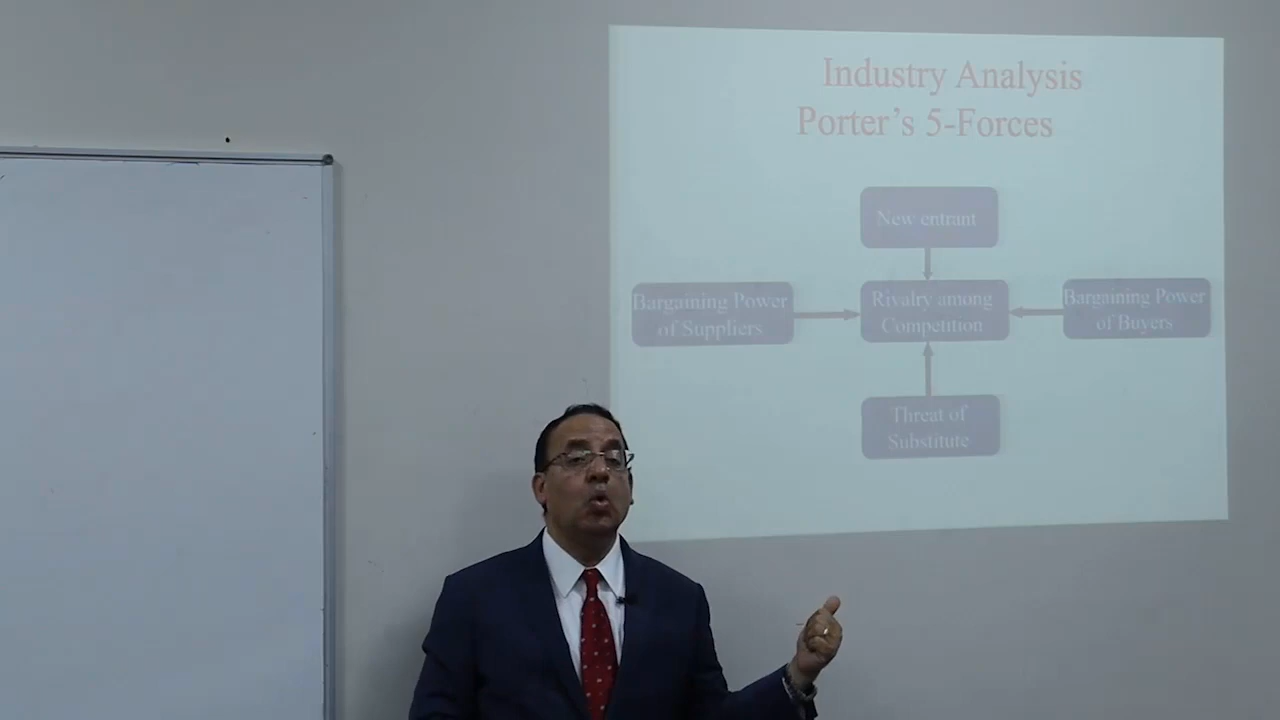 Industry Analysis
Porter's 5-Forces
New entrant
Bargaining Power
of Suppliers
Rivalry among
Competition
Bargaining Power
of Buyers
Threat of
Substitute